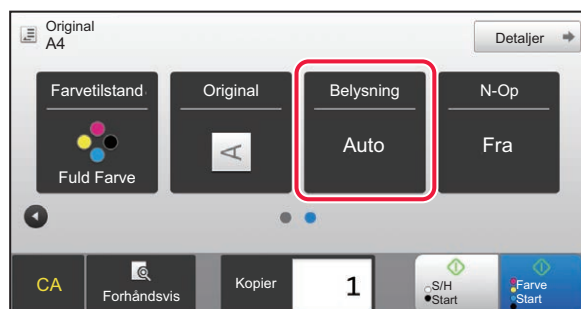 Original
A4
Detaljer
Farvetilstand
Original
Belysning
N-Op
A
Auto
Fra
Fuld Farve
CA
Forhåndsvis
Kopier
1
S/H
Start
Farve
Start